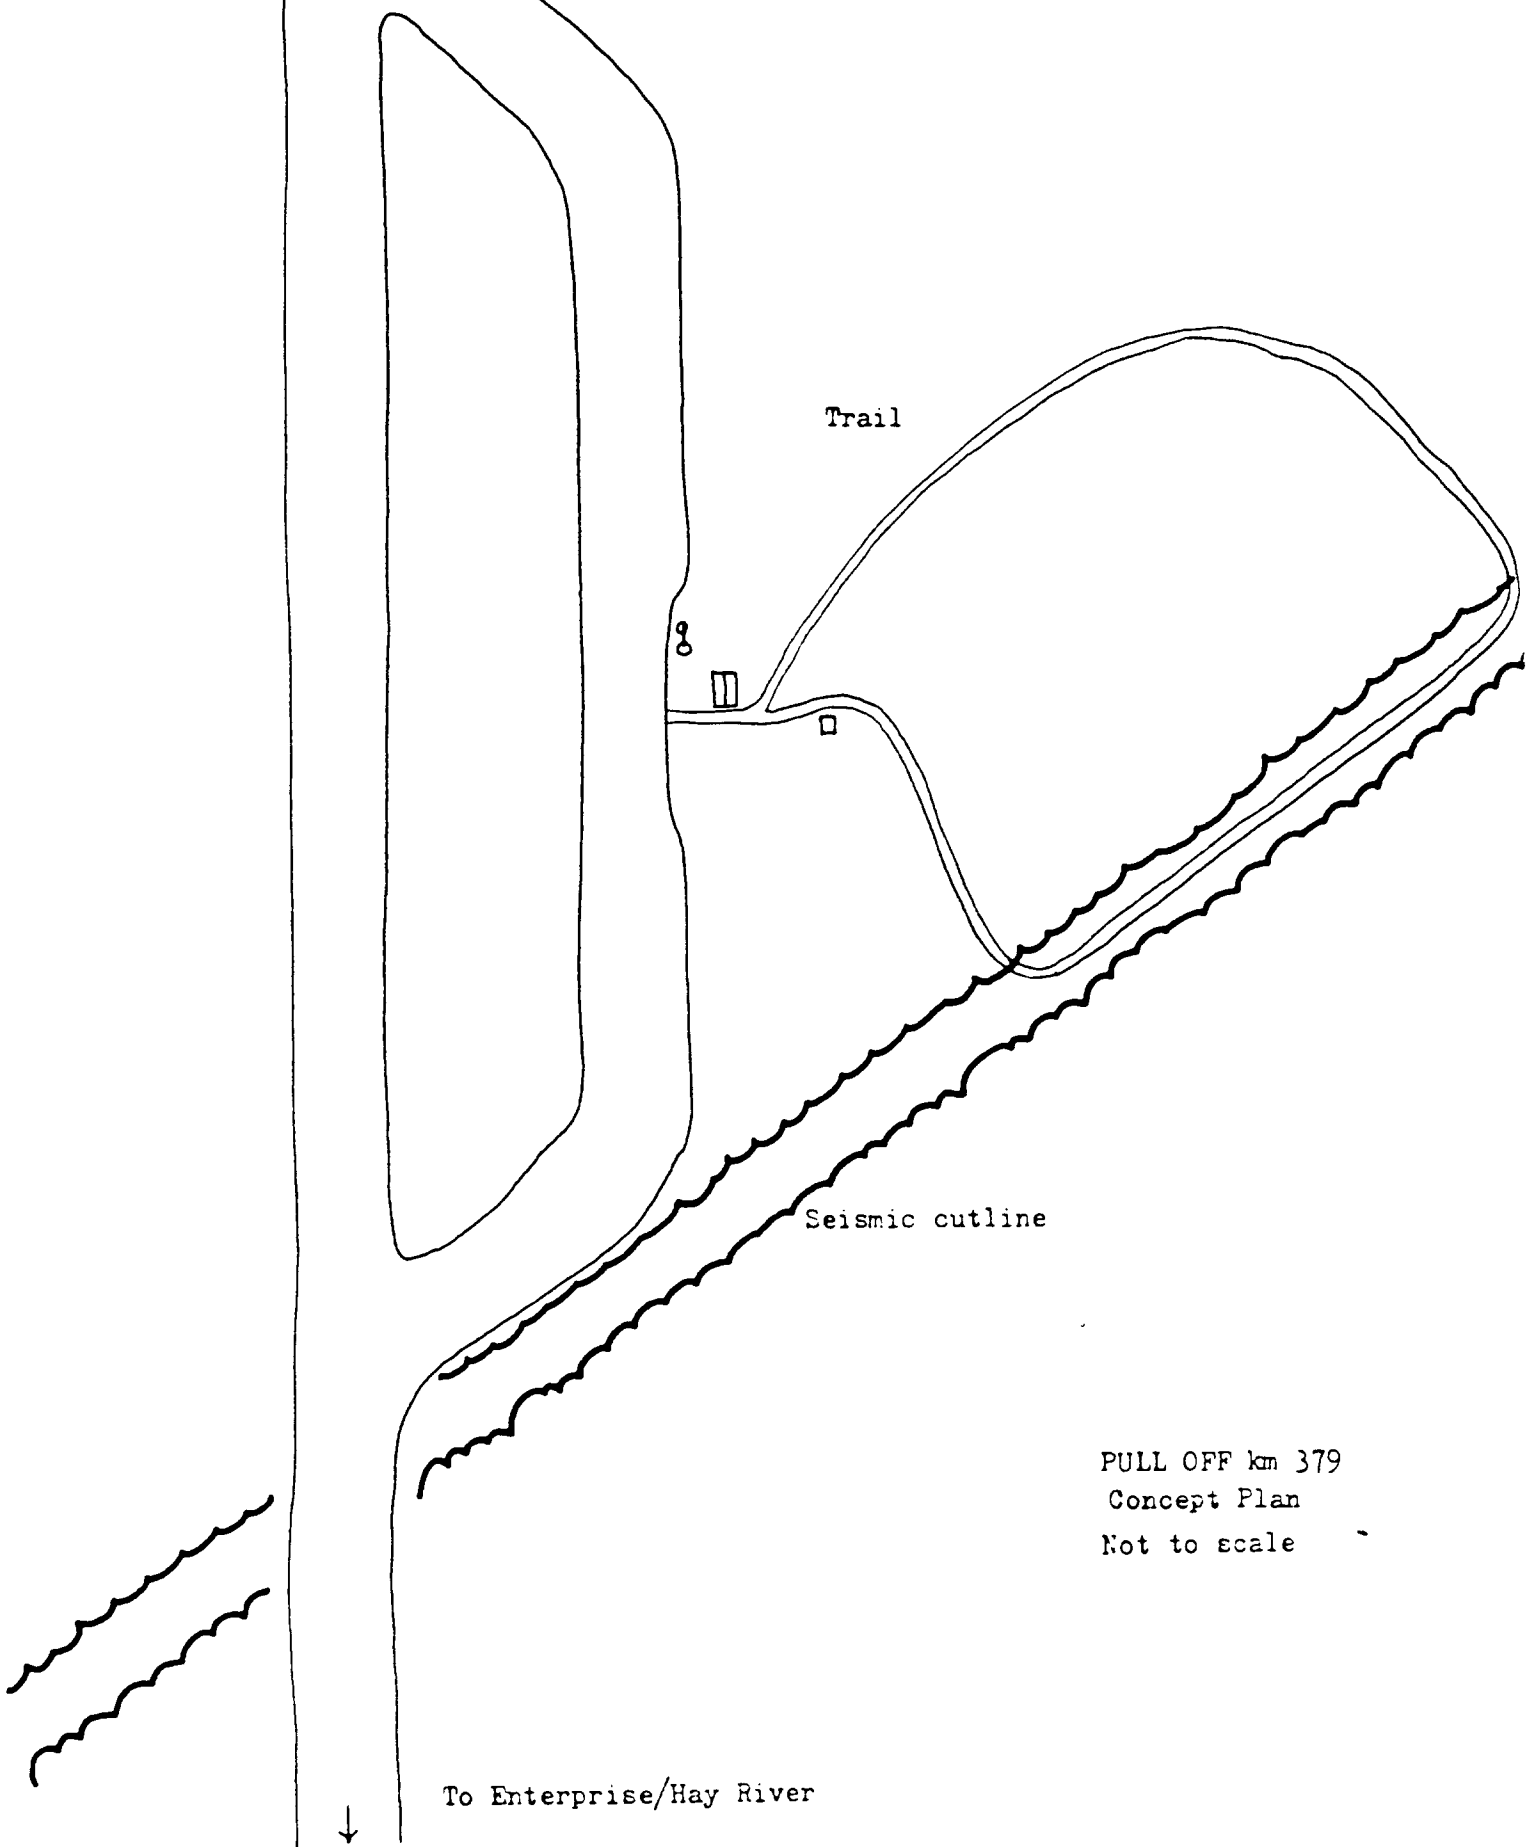 Trail
Seismic cutline
PULL OFF km 379
Concept Plan
Not to scale
To Enterprise/Hay River